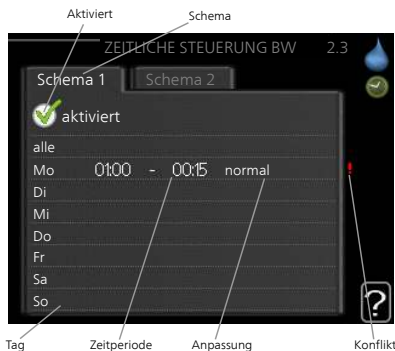 Aktiviert
Schema
ZEITLICHE STEUERUNG BW 2.3
Schema 1 Schema 2
aktiviert
alle
Mo 01:00 - 00:15 normal
Di
Mi
Do
Fr
Sa
So
?
Tag Zeitperiode Anpassung Konflikt